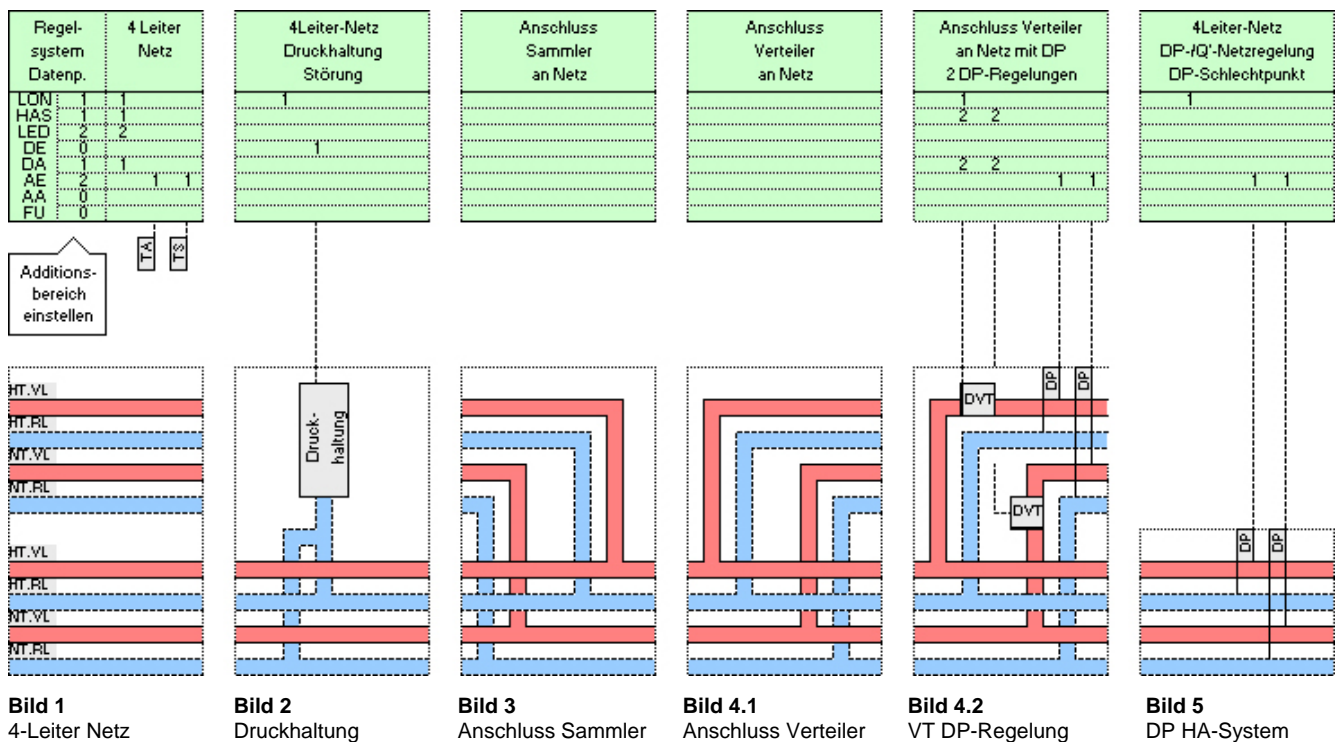 Regel-
system
Datenp.
4 Leiter
Netz
LON 1 1
HAS 1 1
LED 2 2
DE 0
DA 1 1
AE 2 1 1
AA 0
FU 0
TA TS
Additions-
bereich
einstellen
HT.VL
HT.RL
NT.VL
NT.RL
HT.VL
HT.RL
NT.VL
NT.RL
Bild 1
4-Leiter Netz
4Leiter-Netz
Druckhaltung
Störung
1
1
Druck-
haltung
Bild 2
Druckhaltung
Anschluss
Sammler
an Netz
Bild 3
Anschluss Sammler
Anschluss
Verteiler
an Netz
Bild 4.1
Anschluss Verteiler
Anschluss Verteiler
an Netz mit DP
2 DP-Regelungen
1
2 2
2 2
1 1
DP DP
DVT
DVT
Bild 4.2
VT DP-Regelung
4Leiter-Netz
DP-/Q'-Netzregelung
DP-Schlechtpunkt
1
1 1
DP DP
Bild 5
DP HA-System